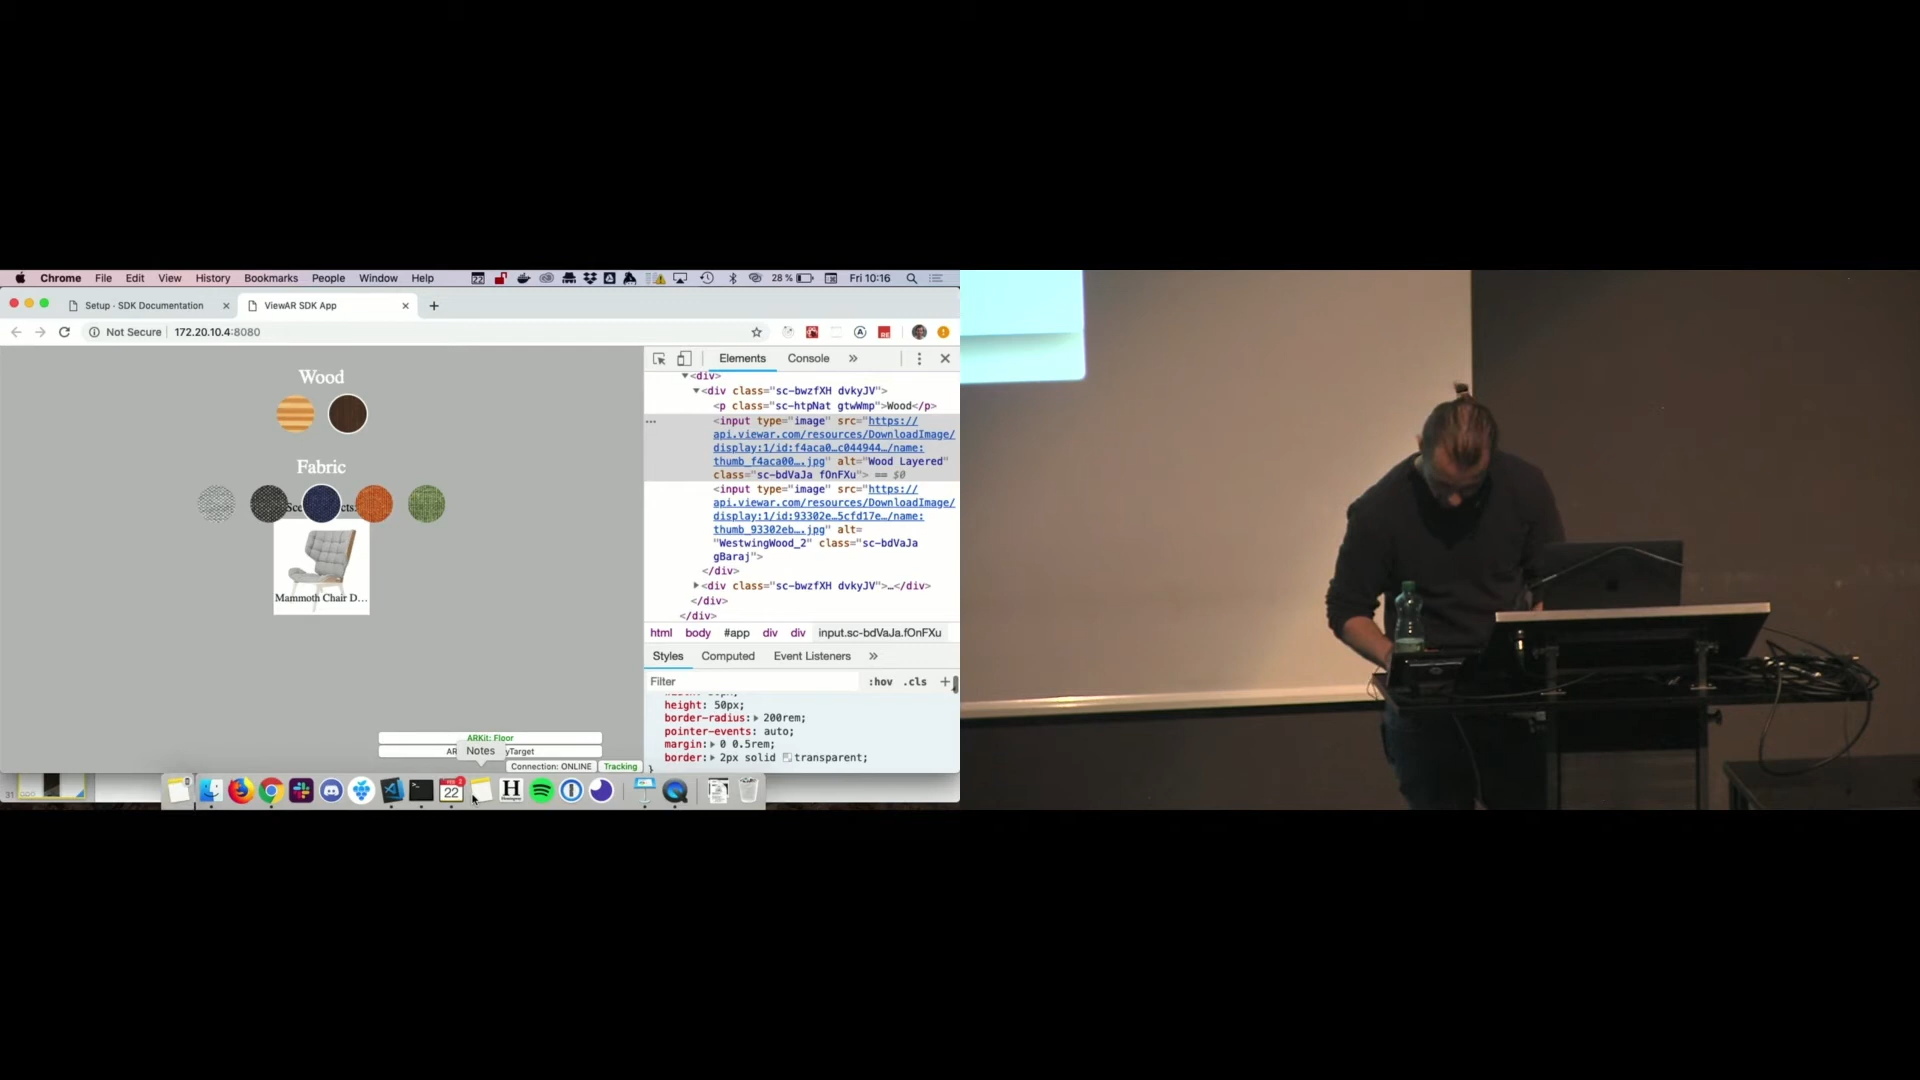 Chrome File Edit View History Bookmarks People Window Help 22 28 % Fri 10:16
Setup - SDK Documentation
ViewAR SDK App
Not Secure 172.20.10.4:8080
Wood
Fabric
Mammoth Chair D...
ARKit: Floor
Notes
Connection: ONLINE Tracking
Elements Console »
▼<div>
▼<div class="sc-bwzfXH dvkyJV">
<p class="sc-htpNat gtwWmp">Wood</p>
<input type="image" src="https://
api.viewar.com/resources/DownloadImage/
display:1/id:f4aca0…c044944…/name:
thumb_f4aca00….jpg" alt="Wood Layered"
class="sc-bdVaJa fOnFXu"> == $0
<input type="image" src="https://
api.viewar.com/resources/DownloadImage/
display:1/id:93302e…5cfd17e…/name:
thumb_93302eb….jpg" alt=
"WestwingWood_2" class="sc-bdVaJa
gBaraj">
</div>
▶<div class="sc-bwzfXH dvkyJV">…</div>
</div>
</div>
html body #app div div input.sc-bdVaJa.fOnFXu
Styles Computed Event Listeners »
Filter :hov .cls +
height: 50px;
border-radius:▶ 200rem;
pointer-events: auto;
margin:▶ 0 0.5rem;
border:▶ 2px solid transparent;
}
31
22
H